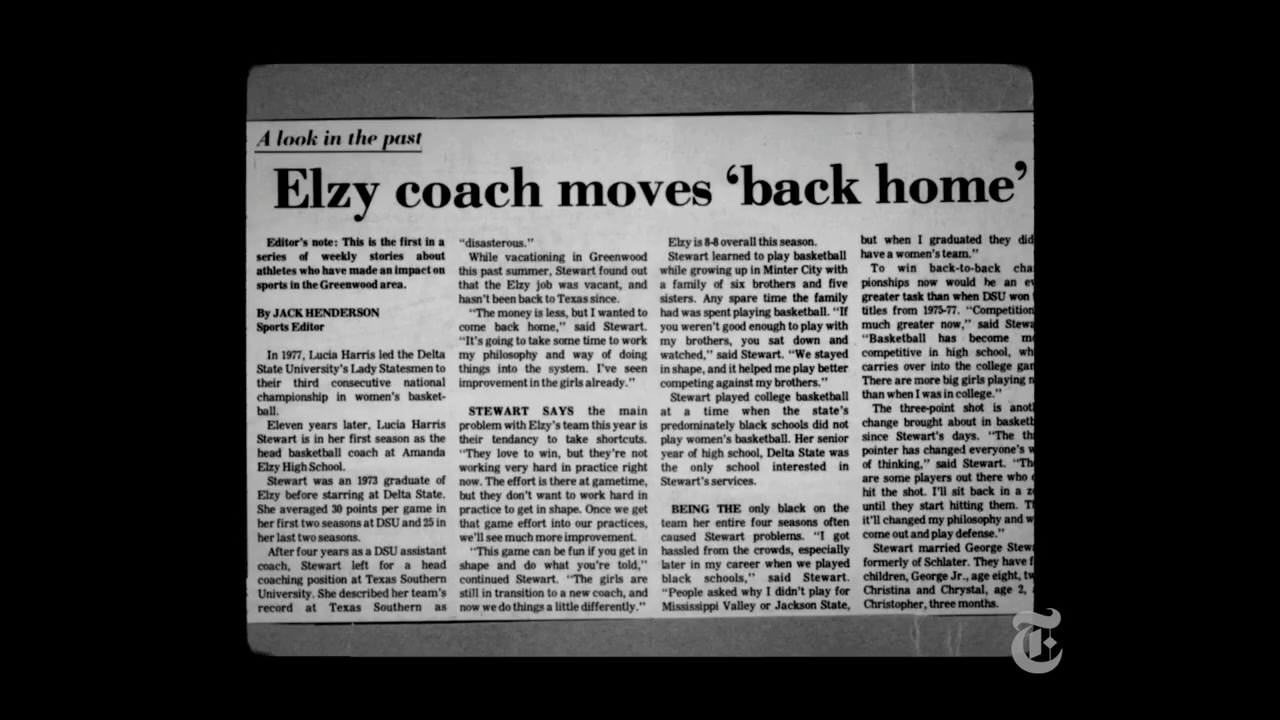 A look in the past
Elzy coach moves ‘back home’
Editor's note: This is the first in a
series of weekly stories about
athletes who have made an impact on
sports in the Greenwood area.
By JACK HENDERSON
Sports Editor
In 1977, Lucia Harris led the Delta
State University's Lady Statesmen to
their third consecutive national
championship in women's basket-
ball.
Eleven years later, Lucia Harris
Stewart is in her first season as the
head basketball coach at Amanda
Elzy High School.
Stewart was an 1973 graduate of
Elzy before starring at Delta State.
She averaged 30 points per game in
her first two seasons at DSU and 25 in
her last two seasons.
After four years as a DSU assistant
coach, Stewart left for a head
coaching position at Texas Southern
University. She described her team's
record at Texas Southern as
“disasterous.”
While vacationing in Greenwood
this past summer, Stewart found out
that the Elzy job was vacant, and
hasn't been back to Texas since.
“The money is less, but I wanted to
come back home,” said Stewart.
“It's going to take some time to work
my philosophy and way of doing
things into the system. I've seen
improvement in the girls already.”
STEWART SAYS the main
problem with Elzy's team this year is
their tendency to take shortcuts.
“They love to win, but they're not
working very hard in practice right
now. The effort is there at gametime,
but they don't want to work hard in
practice to get in shape. Once we get
that game effort into our practices,
we'll see much more improvement.
“This game can be fun if you get in
shape and do what you're told,”
continued Stewart. “The girls are
still in transition to a new coach, and
now we do things a little differently.”
Elzy is 8-8 overall this season.
Stewart learned to play basketball
while growing up in Minter City with
a family of six brothers and five
sisters. Any spare time the family
had was spent playing basketball. “If
you weren't good enough to play with
my brothers, you sat down and
watched,” said Stewart. “We stayed
in shape, and it helped me play better
competing against my brothers.”
Stewart played college basketball
at a time when the state's
predominately black schools did not
play women's basketball. Her senior
year of high school, Delta State was
the only school interested in
Stewart's services.
BEING THE only black on the
team her entire four seasons often
caused Stewart problems. “I got
hassled from the crowds, especially
later in my career when we played
black schools,” said Stewart.
“People asked why I didn't play for
Mississippi Valley or Jackson State,
but when I graduated they did
have a women's team.”
To win back-to-back cha
pionships now would be an ev
greater task than when DSU won
titles from 1975-77. “Competition
much greater now,” said Stewa
“Basketball has become mo
competitive in high school, wh
carries over into the college gam
There are more big girls playing n
than when I was in college.”
The three-point shot is anoth
change brought about in basketb
since Stewart's days. “The thr
pointer has changed everyone's w
of thinking,” said Stewart. “Th
are some players out there who c
hit the shot. I'll sit back in a zo
until they start hitting them. T
it'll changed my philosophy and w
come out and play defense.”
Stewart married George Stewa
formerly of Schlater. They have f
children, George Jr., age eight, tw
Christina and Chrystal, age 2,
Christopher, three months.
T